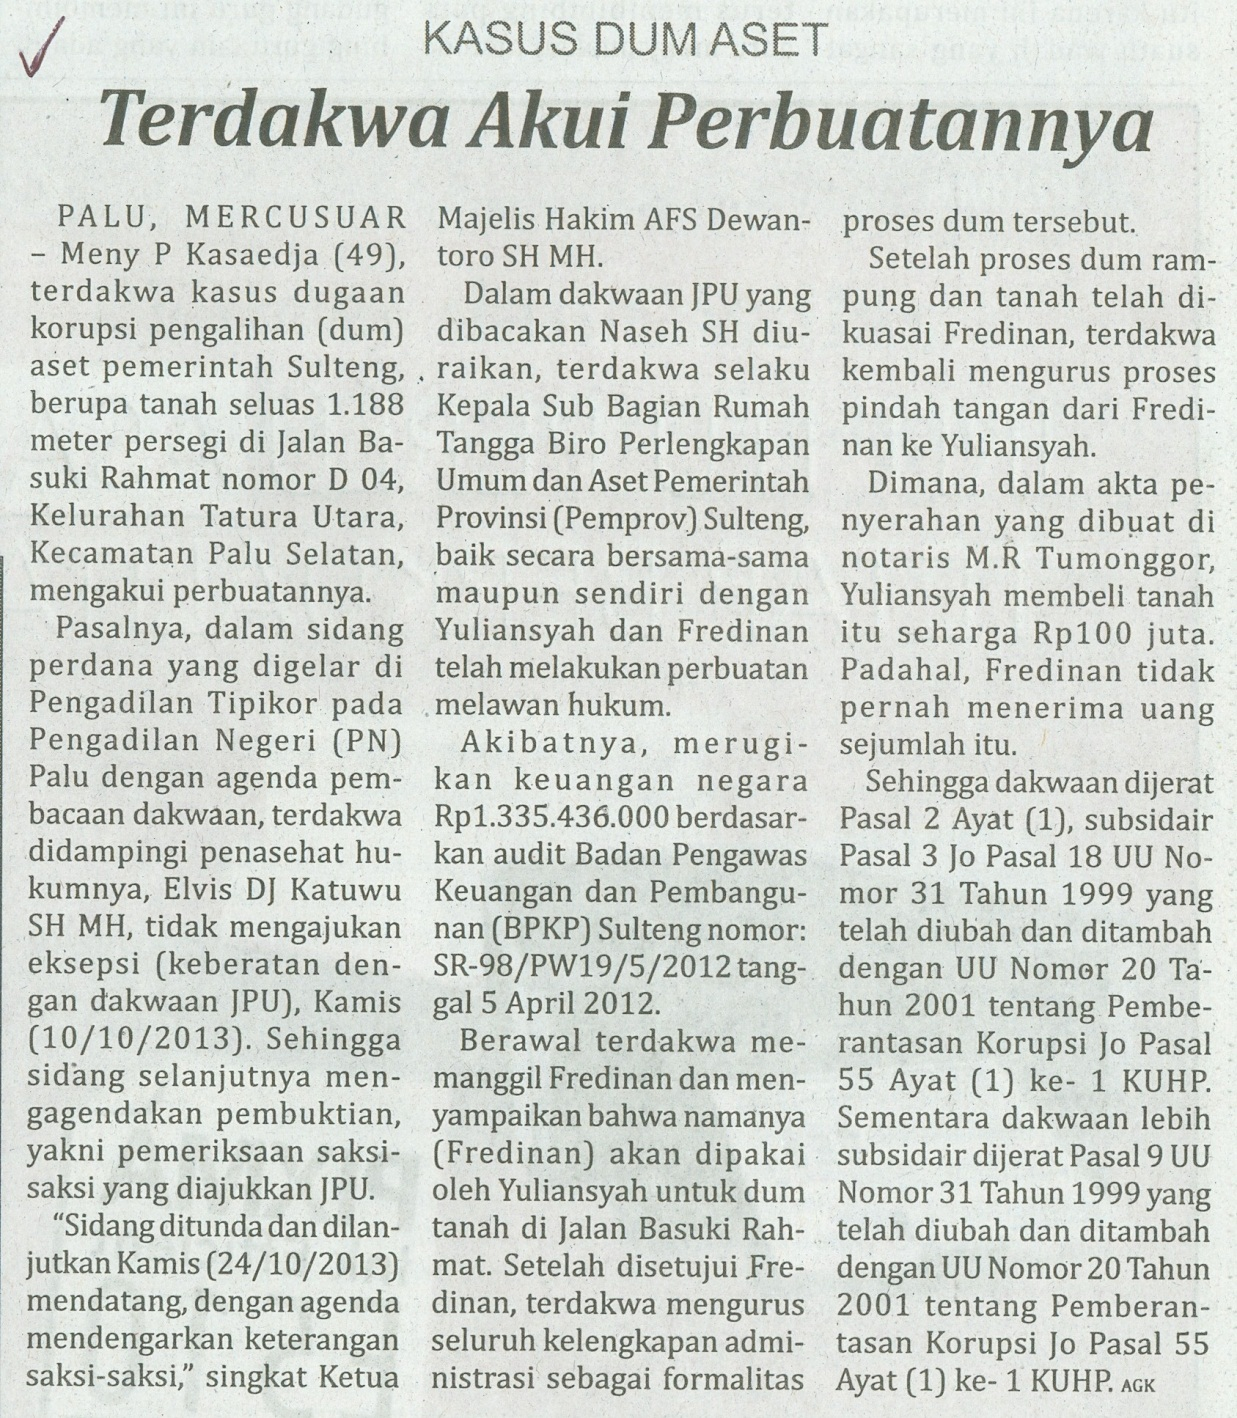 KASUS DUM ASET
Terdakwa Akui Perbuatannya
PALU, MERCUSUAR
– Meny P Kasaedja (49),
terdakwa kasus dugaan
korupsi pengalihan (dum)
aset pemerintah Sulteng,
berupa tanah seluas 1.188
meter persegi di Jalan Ba-
suki Rahmat nomor D 04,
Kelurahan Tatura Utara,
Kecamatan Palu Selatan,
mengakui perbuatannya.
Pasalnya, dalam sidang
perdana yang digelar di
Pengadilan Tipikor pada
Pengadilan Negeri (PN)
Palu dengan agenda pem-
bacaan dakwaan, terdakwa
didampingi penasehat hu-
kumnya, Elvis DJ Katuwu
SH MH, tidak mengajukan
eksepsi (keberatan den-
gan dakwaan JPU), Kamis
(10/10/2013). Sehingga
sidang selanjutnya men-
gagendakan pembuktian,
yakni pemeriksaan saksi-
saksi yang diajukkan JPU.
“Sidang ditunda dan dilan-
jutkan Kamis (24/10/2013)
mendatang, dengan agenda
mendengarkan keterangan
saksi-saksi,” singkat Ketua
Majelis Hakim AFS Dewan-
toro SH MH.
Dalam dakwaan JPU yang
dibacakan Naseh SH diu-
raikan, terdakwa selaku
Kepala Sub Bagian Rumah
Tangga Biro Perlengkapan
Umum dan Aset Pemerintah
Provinsi (Pemprov) Sulteng,
baik secara bersama-sama
maupun sendiri dengan
Yuliansyah dan Fredinan
telah melakukan perbuatan
melawan hukum.
Akibatnya, merugi-
kan keuangan negara
Rp1.335.436.000 berdasar-
kan audit Badan Pengawas
Keuangan dan Pembangu-
nan (BPKP) Sulteng nomor:
SR-98/PW19/5/2012 tang-
gal 5 April 2012.
Berawal terdakwa me-
manggil Fredinan dan men-
yampaikan bahwa namanya
(Fredinan) akan dipakai
oleh Yuliansyah untuk dum
tanah di Jalan Basuki Rah-
mat. Setelah disetujui Fre-
dinan, terdakwa mengurus
seluruh kelengkapan admi-
nistrasi sebagai formalitas
proses dum tersebut.
Setelah proses dum ram-
pung dan tanah telah di-
kuasai Fredinan, terdakwa
kembali mengurus proses
pindah tangan dari Fredi-
nan ke Yuliansyah.
Dimana, dalam akta pe-
nyerahan yang dibuat di
notaris M.R Tumonggor,
Yuliansyah membeli tanah
itu seharga Rp100 juta.
Padahal, Fredinan tidak
pernah menerima uang
sejumlah itu.
Sehingga dakwaan dijerat
Pasal 2 Ayat (1), subsidair
Pasal 3 Jo Pasal 18 UU No-
mor 31 Tahun 1999 yang
telah diubah dan ditambah
dengan UU Nomor 20 Ta-
hun 2001 tentang Pembe-
rantasan Korupsi Jo Pasal
55 Ayat (1) ke- 1 KUHP.
Sementara dakwaan lebih
subsidair dijerat Pasal 9 UU
Nomor 31 Tahun 1999 yang
telah diubah dan ditambah
dengan UU Nomor 20 Tahun
2001 tentang Pemberan-
tasan Korupsi Jo Pasal 55
Ayat (1) ke- 1 KUHP. AGK